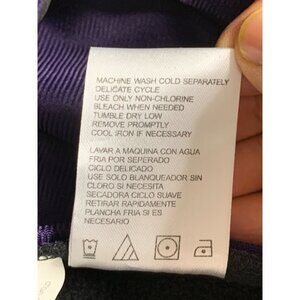 MACHINE WASH COLD SEPARATELY
DELICATE CYCLE
USE ONLY NON-CHLORINE
BLEACH WHEN NEEDED
TUMBLE DRY LOW
REMOVE PROMPTLY
COOL IRON IF NECESSARY
LAVAR A MAQUINA CON AGUA
FRIA POR SEPARADO
CICLO DELICADO
USE SOLO BLANQUEADOR SIN
CLORO SI NECESITA
SECADORA CICLO SUAVE
RETIRAR RAPIDAMENTE
PLANCHA FRIA SI ES
NECESARIO